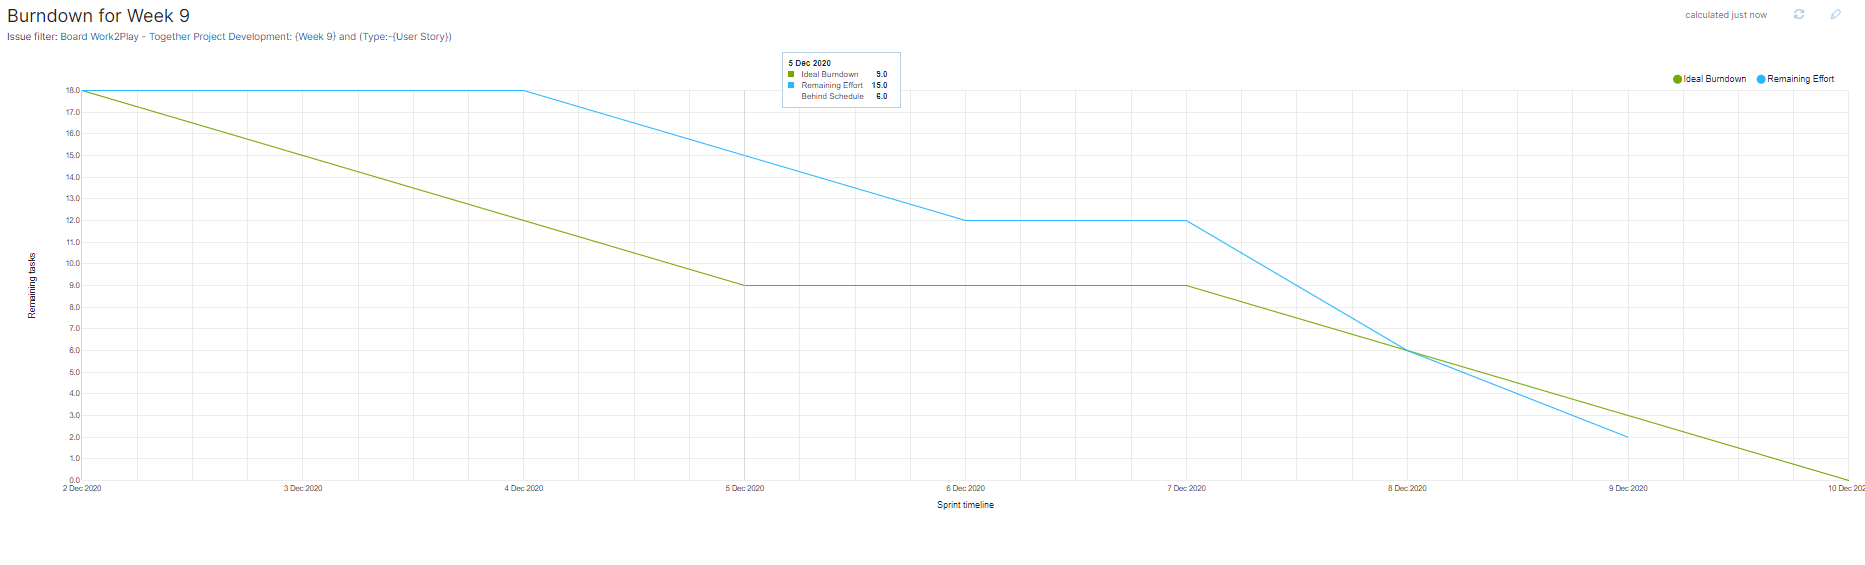 Burndown for Week 9
calculated just now
Issue filter: Board Work2Play - Together Project Development: {Week 9} and (Type:-{User Story})
5 Dec 2020
Ideal Burndown 9.0
Remaining Effort 15.0
Behind Schedule 6.0
Ideal Burndown Remaining Effort
18.0
17.0
16.0
15.0
14.0
13.0
12.0
11.0
10.0
9.0
8.0
7.0
6.0
5.0
4.0
3.0
2.0
1.0
0.0
Remaining tasks
2 Dec 2020 3 Dec 2020 4 Dec 2020 5 Dec 2020 6 Dec 2020 7 Dec 2020 8 Dec 2020 9 Dec 2020 10 Dec 202
Sprint timeline